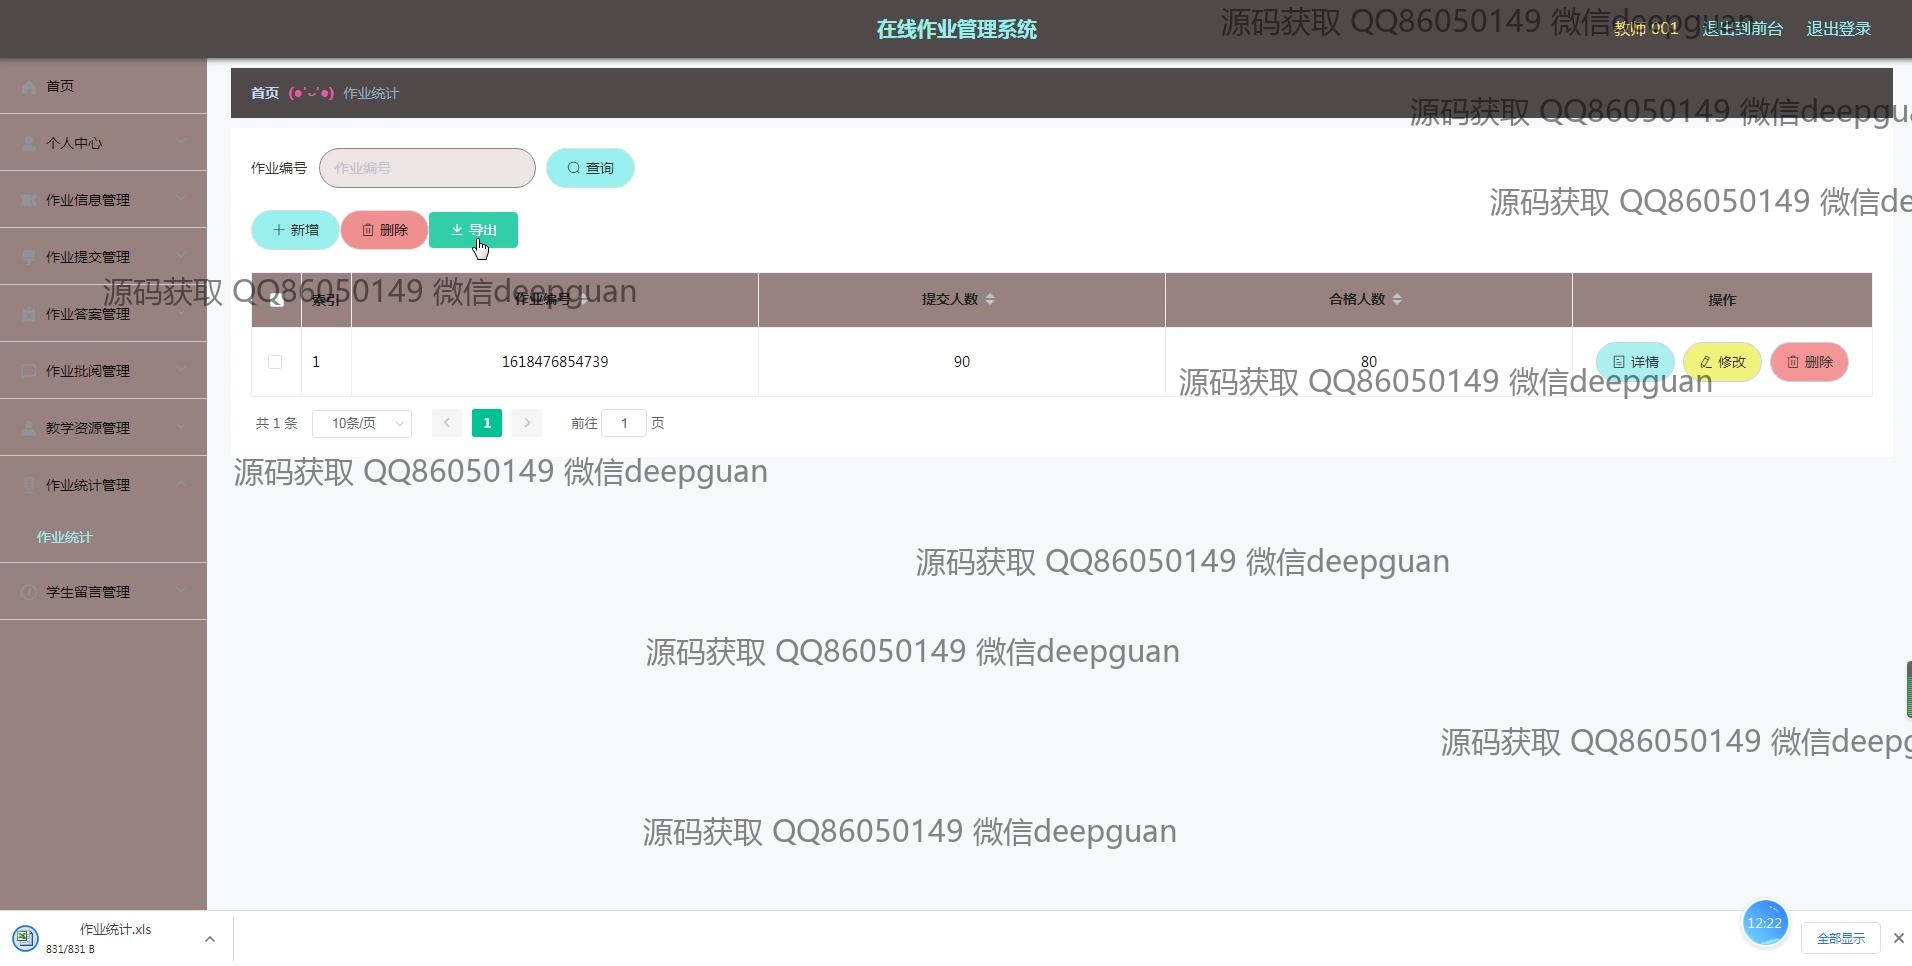 在线作业管理系统
源码获取 QQ86050149 微信deepguan
教师 001 退出到前台 退出登录
首页
个人中心
作业信息管理
作业提交管理
作业答案管理
作业批阅管理
教学资源管理
作业统计管理
作业统计
学生留言管理
首页 (●'◡'●) 作业统计
源码获取 QQ86050149 微信deepgu
作业编号 作业编号 查询
源码获取 QQ86050149 微信de
新增 删除 导出
源码获取 QQ86050149 微信deepguan
索引 作业编号 提交人数 合格人数 操作
1 1618476854739 90 80 详情 修改 删除
源码获取 QQ86050149 微信deepguan
共 1 条 10条/页 1 前往 1 页
源码获取 QQ86050149 微信deepguan
源码获取 QQ86050149 微信deepguan
源码获取 QQ86050149 微信deepguan
源码获取 QQ86050149 微信deepg
源码获取 QQ86050149 微信deepguan
作业统计.xls
831/831 B
12:22
全部显示